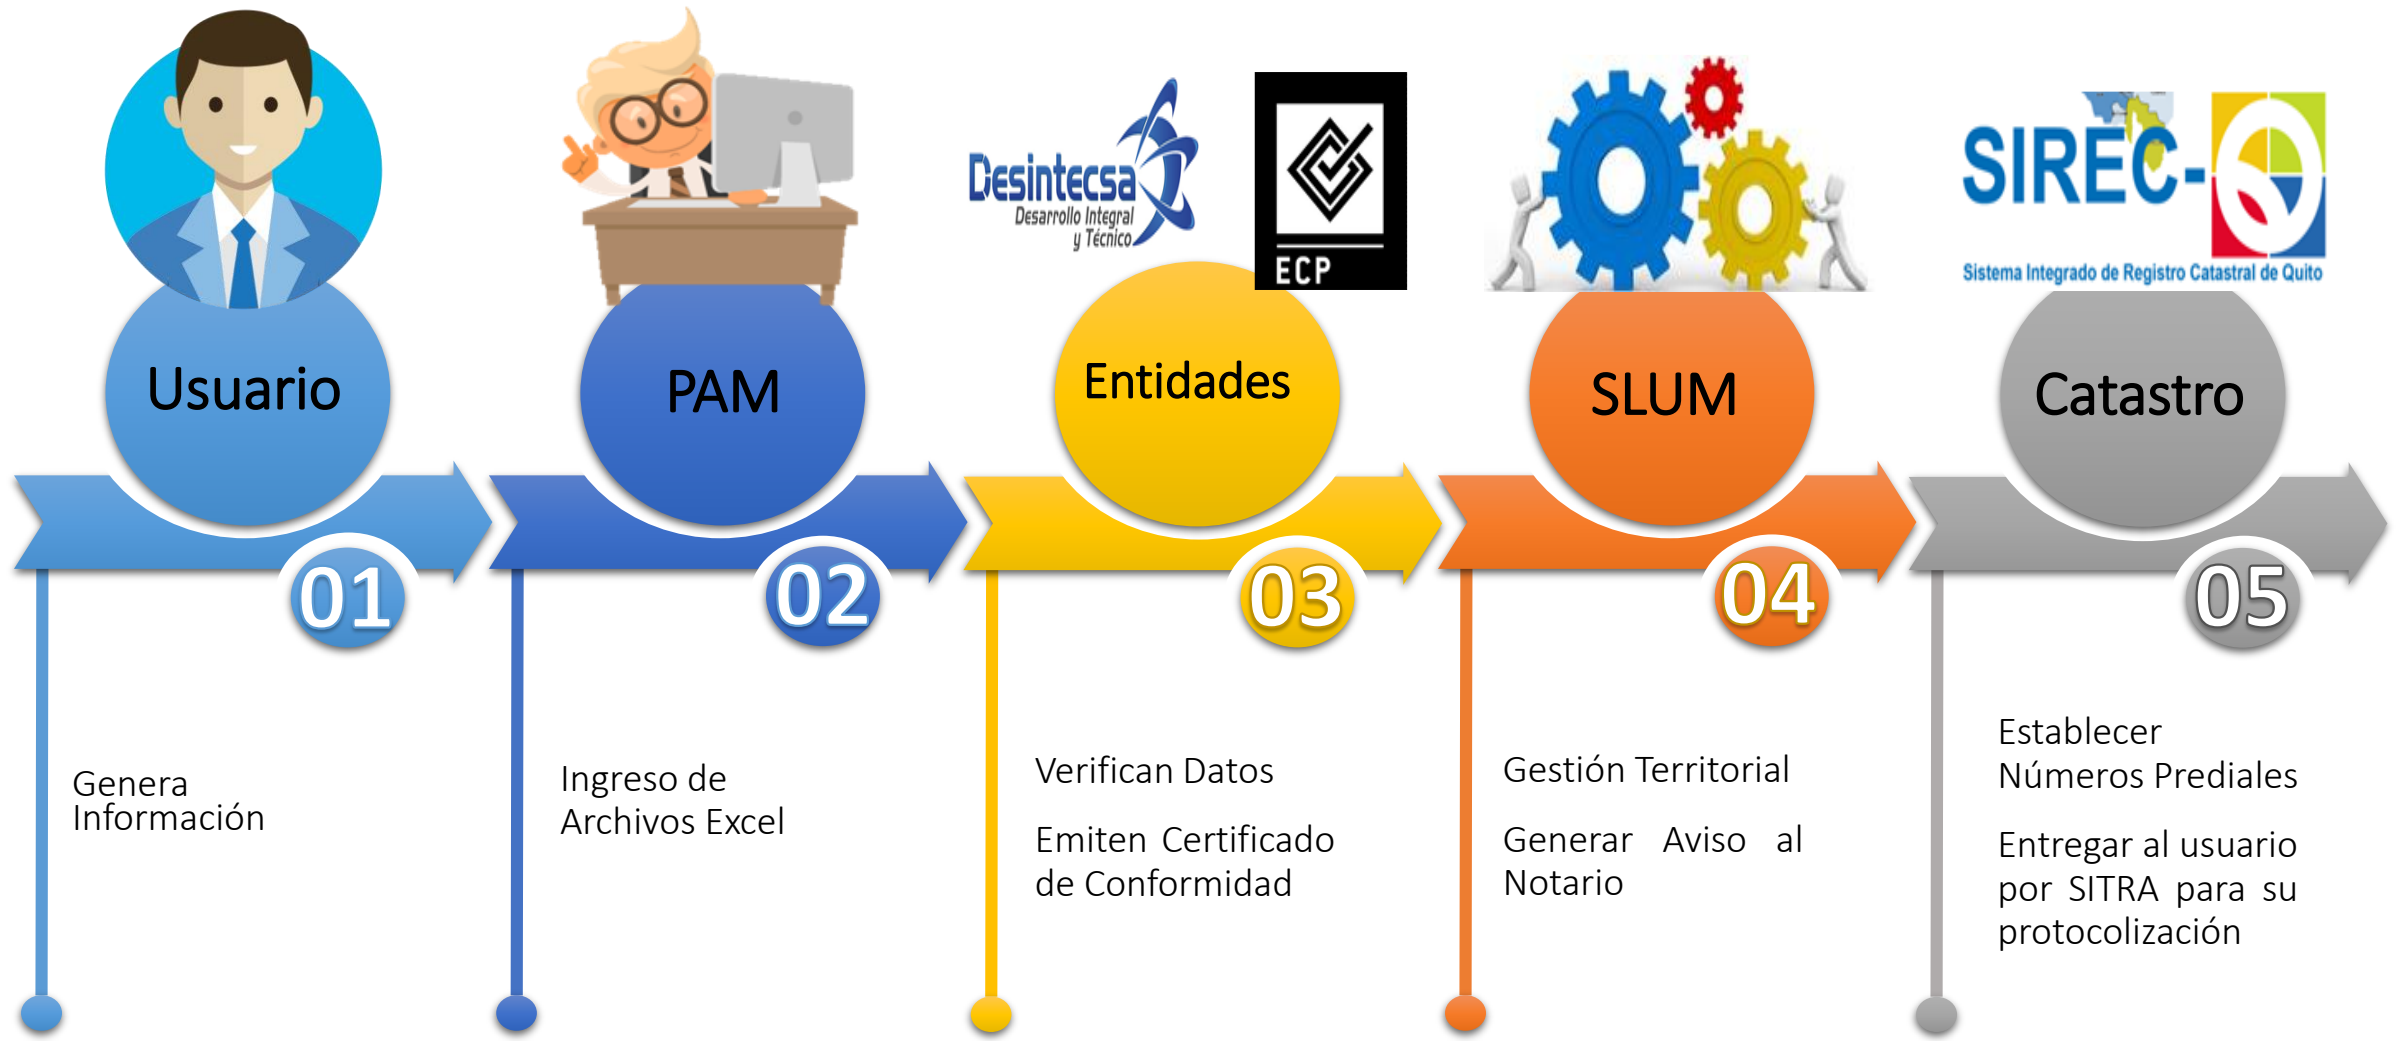 Desintecsa
Desarrollo Integral
y Técnico
ECP
SIREC-Q
Sistema Integrado de Registro Catastral de Quito
Usuario
PAM
Entidades
SLUM
Catastro
01
02
03
04
05
Genera
Información
Ingreso de
Archivos Excel
Verifican Datos
Emiten Certificado
de Conformidad
Gestión Territorial
Generar Aviso al
Notario
Establecer
Números Prediales
Entregar al usuario
por SITRA para su
protocolización